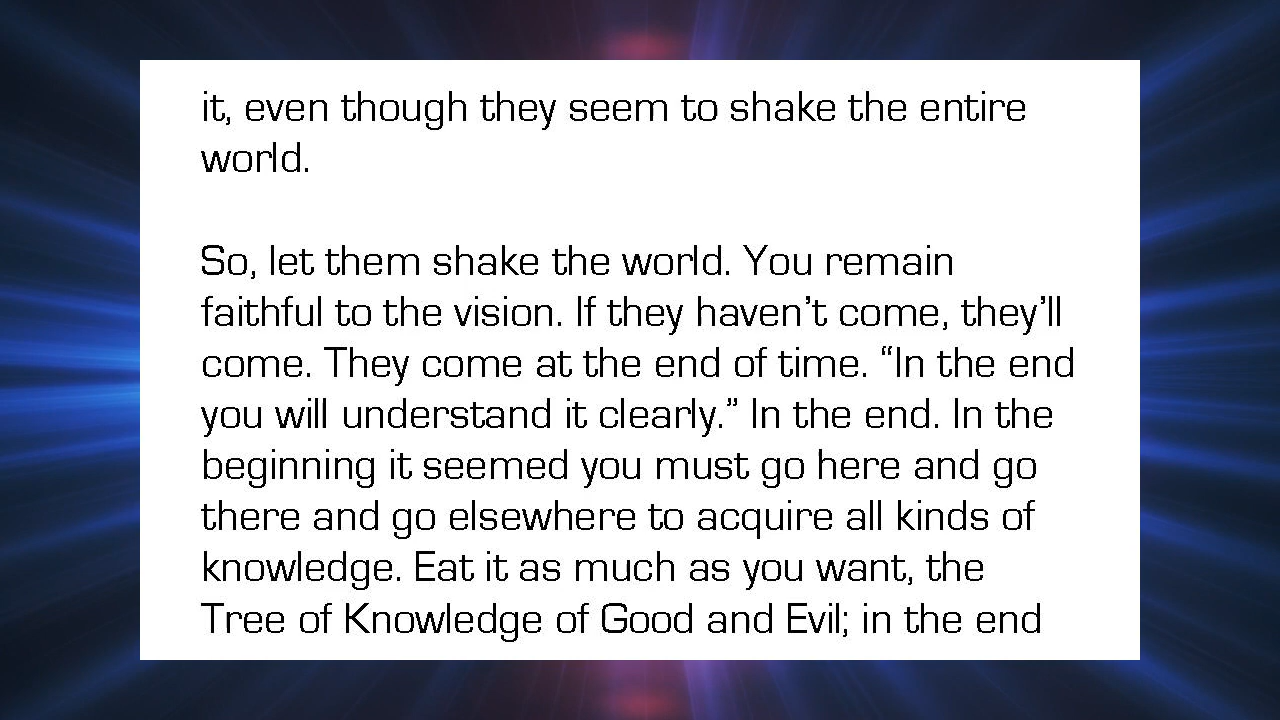 it, even though they seem to shake the entire
world.
So, let them shake the world. You remain
faithful to the vision. If they haven’t come, they’ll
come. They come at the end of time. “In the end
you will understand it clearly.” In the end. In the
beginning it seemed you must go here and go
there and go elsewhere to acquire all kinds of
knowledge. Eat it as much as you want, the
Tree of Knowledge of Good and Evil; in the end